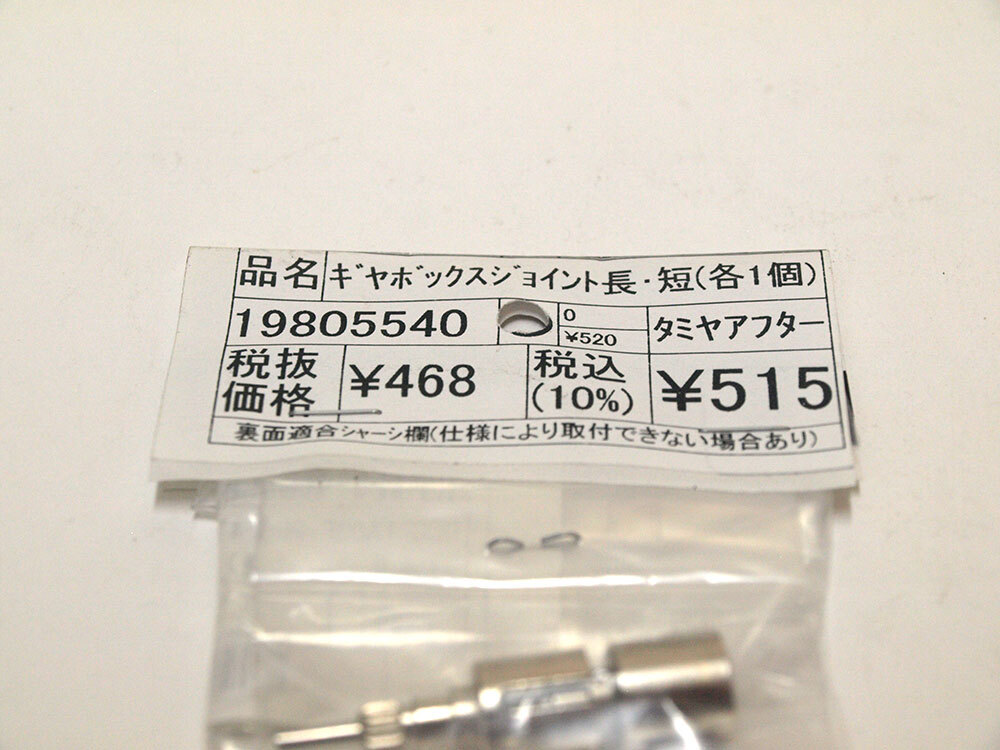 品名 ｷﾞﾔﾎﾞックスｼﾞｮイント長・短(各1個)
19805540 0 タミヤアフター
¥520
税抜価格 ¥468 税込(10%) ¥515
裏面適合シャーシ欄(仕様により取付できない場合あり)